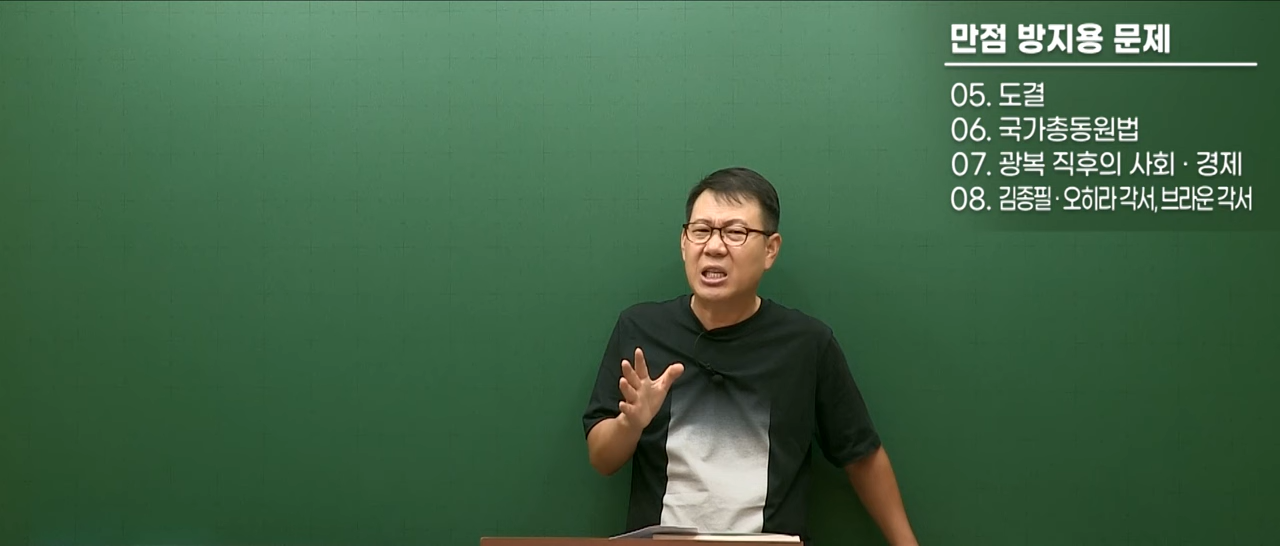 만점 방지용 문제
05. 도결
06. 국가총동원법
07. 광복 직후의 사회 · 경제
08. 김종필 · 오히라 각서, 브라운 각서